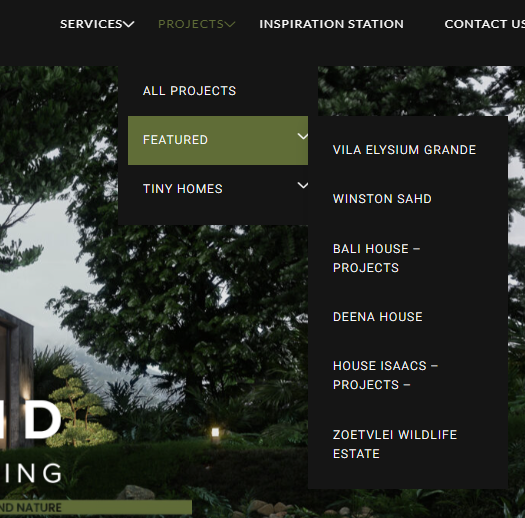 SERVICES PROJECTS INSPIRATION STATION CONTACT US
ALL PROJECTS
FEATURED
TINY HOMES
VILA ELYSIUM GRANDE
WINSTON SAHD
BALI HOUSE –
PROJECTS
DEENA HOUSE
HOUSE ISAACS –
PROJECTS –
ZOETVLEI WILDLIFE
ESTATE
D
ING
ND NATURE